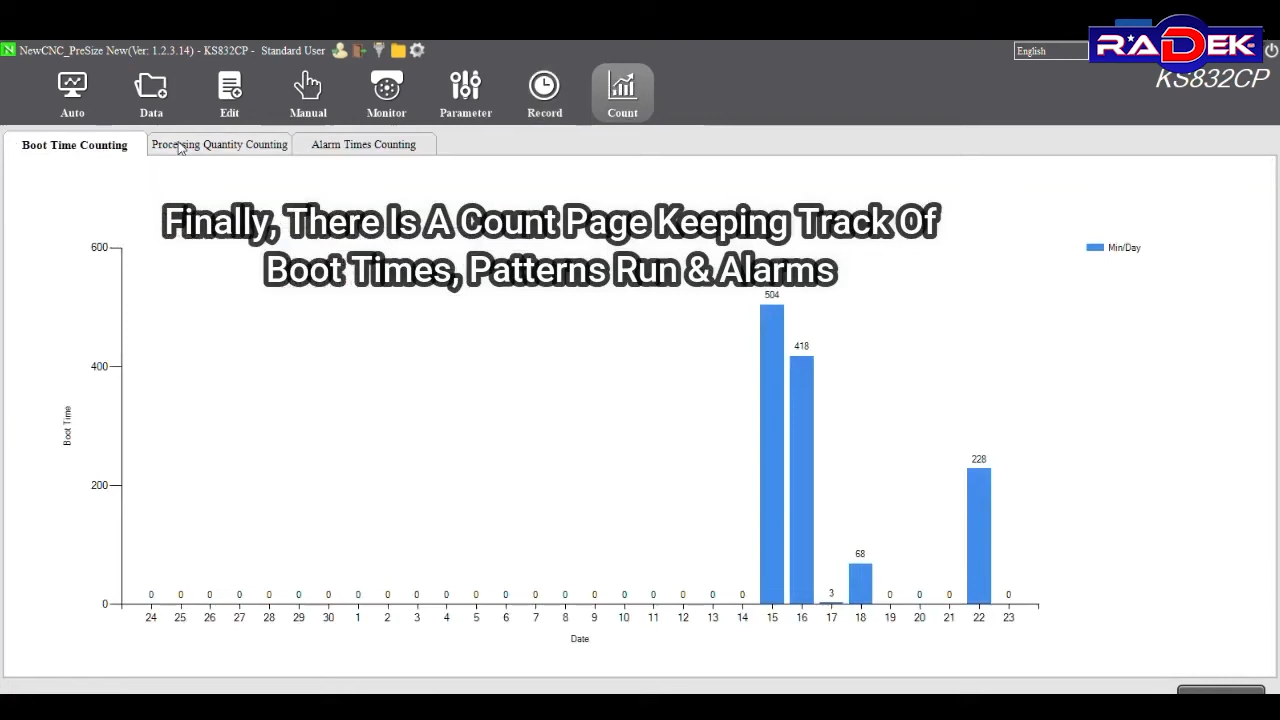 NewCNC_PreSize New(Ver: 1.2.3.14) - KS832CP - Standard User
English
RADEK
KS832CP
Auto Data Edit Manual Monitor Parameter Record Count
Boot Time Counting Processing Quantity Counting Alarm Times Counting
Finally, There Is A Count Page Keeping Track Of
Boot Times, Patterns Run & Alarms
Min/Day
600
400
200
0
Boot Time
504
418
3
68
228
0 0 0 0 0 0 0 0 0 0 0 0 0 0 0 0 0 0 0 0 0 0 0 0 0
24 25 26 27 28 29 30 1 2 3 4 5 6 7 8 9 10 11 12 13 14 15 16 17 18 19 20 21 22 23
Date